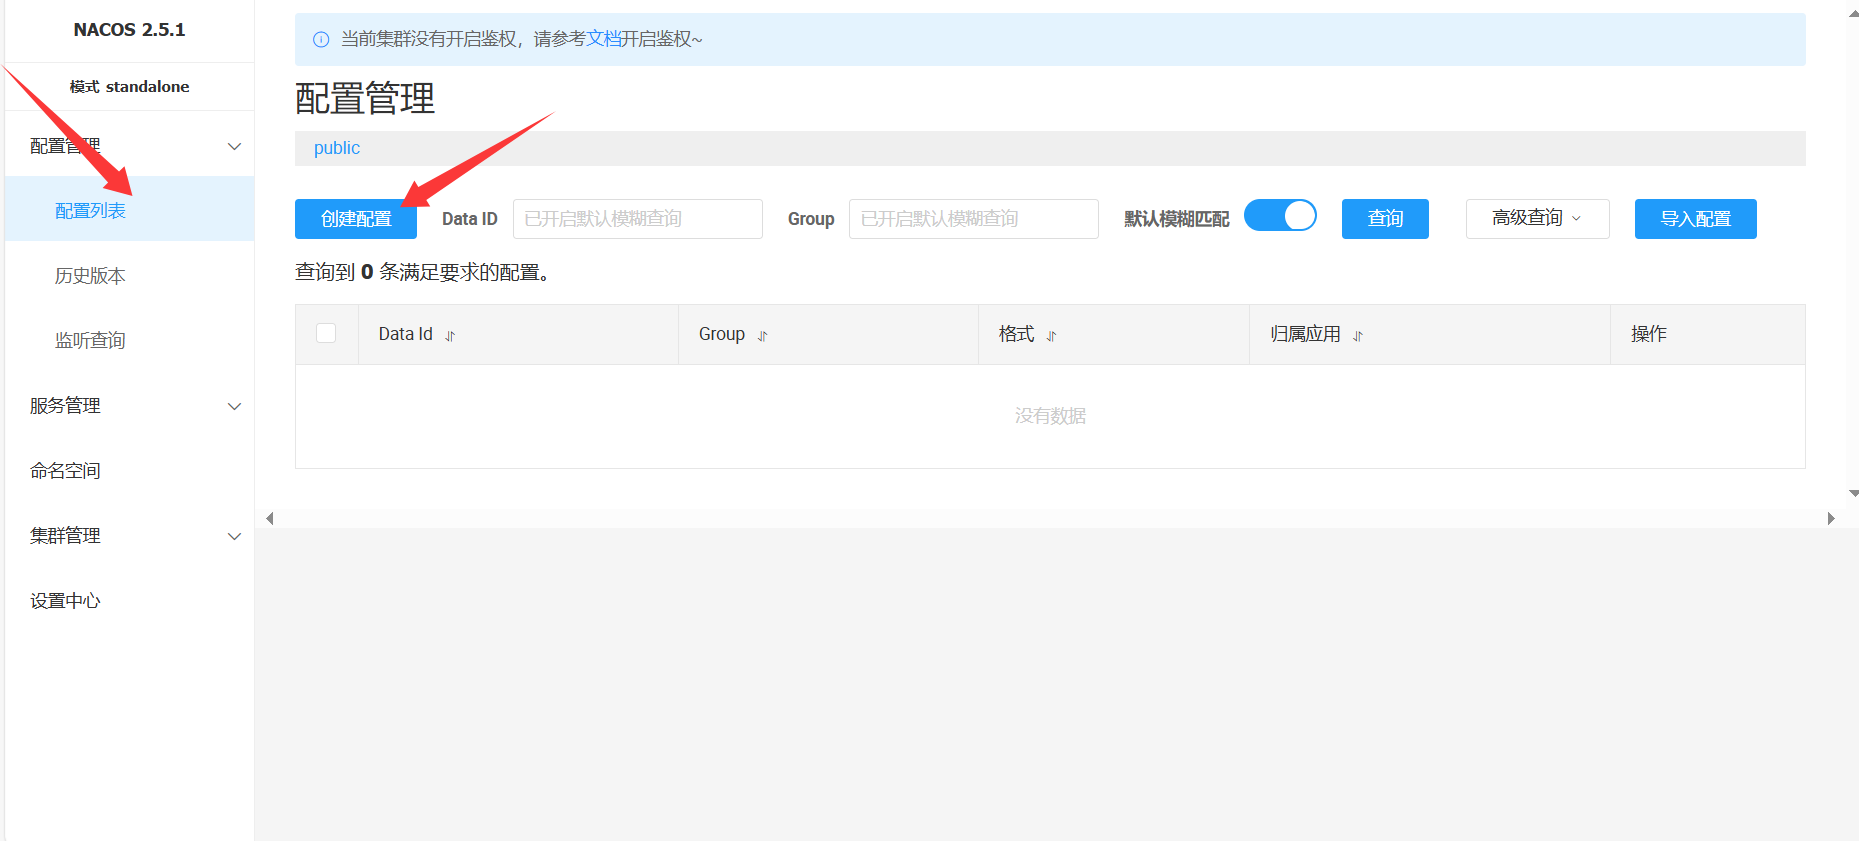 NACOS 2.5.1
模式 standalone
配置管理
配置列表
历史版本
监听查询
服务管理
命名空间
集群管理
设置中心
当前集群没有开启鉴权，请参考文档开启鉴权~
配置管理
public
创建配置 Data ID 已开启默认模糊查询 Group 已开启默认模糊查询 默认模糊匹配 查询 高级查询 导入配置
查询到 0 条满足要求的配置。
Data Id Group 格式 归属应用 操作
没有数据